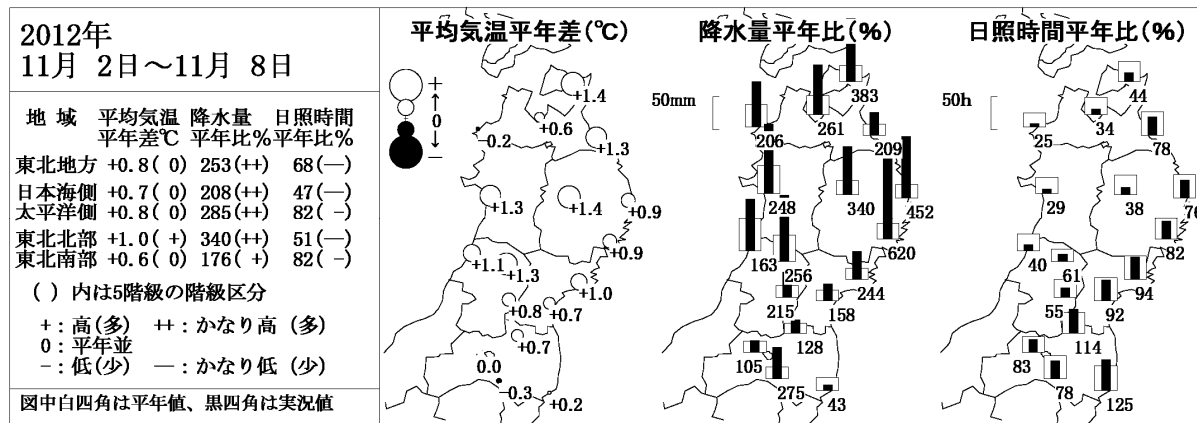 2012年
11月 2日～11月 8日
地 域 平均気温 降水量 日照時間
平年差℃ 平年比% 平年比%
東北地方 +0.8( 0) 253(++) 68(—)
日本海側 +0.7( 0) 208(++) 47(—)
太平洋側 +0.8( 0) 285(++) 82( -)
東北北部 +1.0( +) 340(++) 51(—)
東北南部 +0.6( 0) 176( +) 82( -)
( ) 内は5階級の階級区分
+：高(多) ++：かなり高 (多)
0：平年並
−：低(少) —：かなり低 (少)
図中白四角は平年値、黒四角は実況値
平均気温平年差(℃)
+
↑
0
↓
−
+1.4
+0.6
−0.2
+1.3
+1.3
+1.4
+0.9
+0.9
+1.1
+1.3
+1.0
+0.8
+0.7
+0.7
0.0
−0.3
+0.2
降水量平年比(%)
50mm
383
261
206
209
248
340
452
620
163
256
244
215
158
128
105
275
43
日照時間平年比(%)
50h
44
34
25
78
29
38
76
82
40
61
94
55
92
114
83
78
125